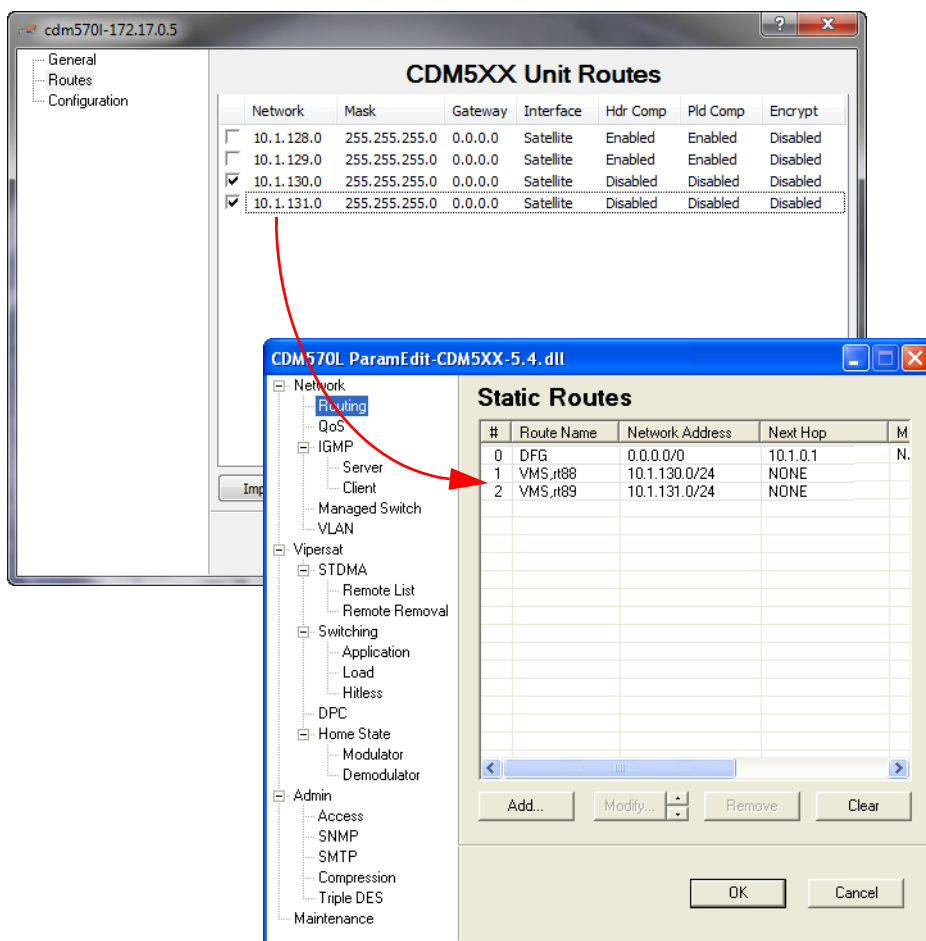 cdm570l-172.17.0.5
?
X
General
Routes
Configuration
CDM5XX Unit Routes
Network Mask Gateway Interface Hdr Comp Pld Comp Encrypt
10.1.128.0 255.255.255.0 0.0.0.0 Satellite Enabled Enabled Disabled
10.1.129.0 255.255.255.0 0.0.0.0 Satellite Enabled Enabled Disabled
10.1.130.0 255.255.255.0 0.0.0.0 Satellite Disabled Disabled Disabled
10.1.131.0 255.255.255.0 0.0.0.0 Satellite Disabled Disabled Disabled
Imp
CDM570L ParamEdit-CDM5XX-5.4.dll
Network
Routing
QoS
IGMP
Server
Client
Managed Switch
VLAN
Vipersat
STDMA
Remote List
Remote Removal
Switching
Application
Load
Hitless
DPC
Home State
Modulator
Demodulator
Admin
Access
SNMP
SMTP
Compression
Triple DES
Maintenance
Static Routes
# Route Name Network Address Next Hop M
0 DFG 0.0.0.0/0 10.1.0.1 N.
1 VMS,rt88 10.1.130.0/24 NONE
2 VMS,rt89 10.1.131.0/24 NONE
Add... Modify... Remove Clear
OK Cancel